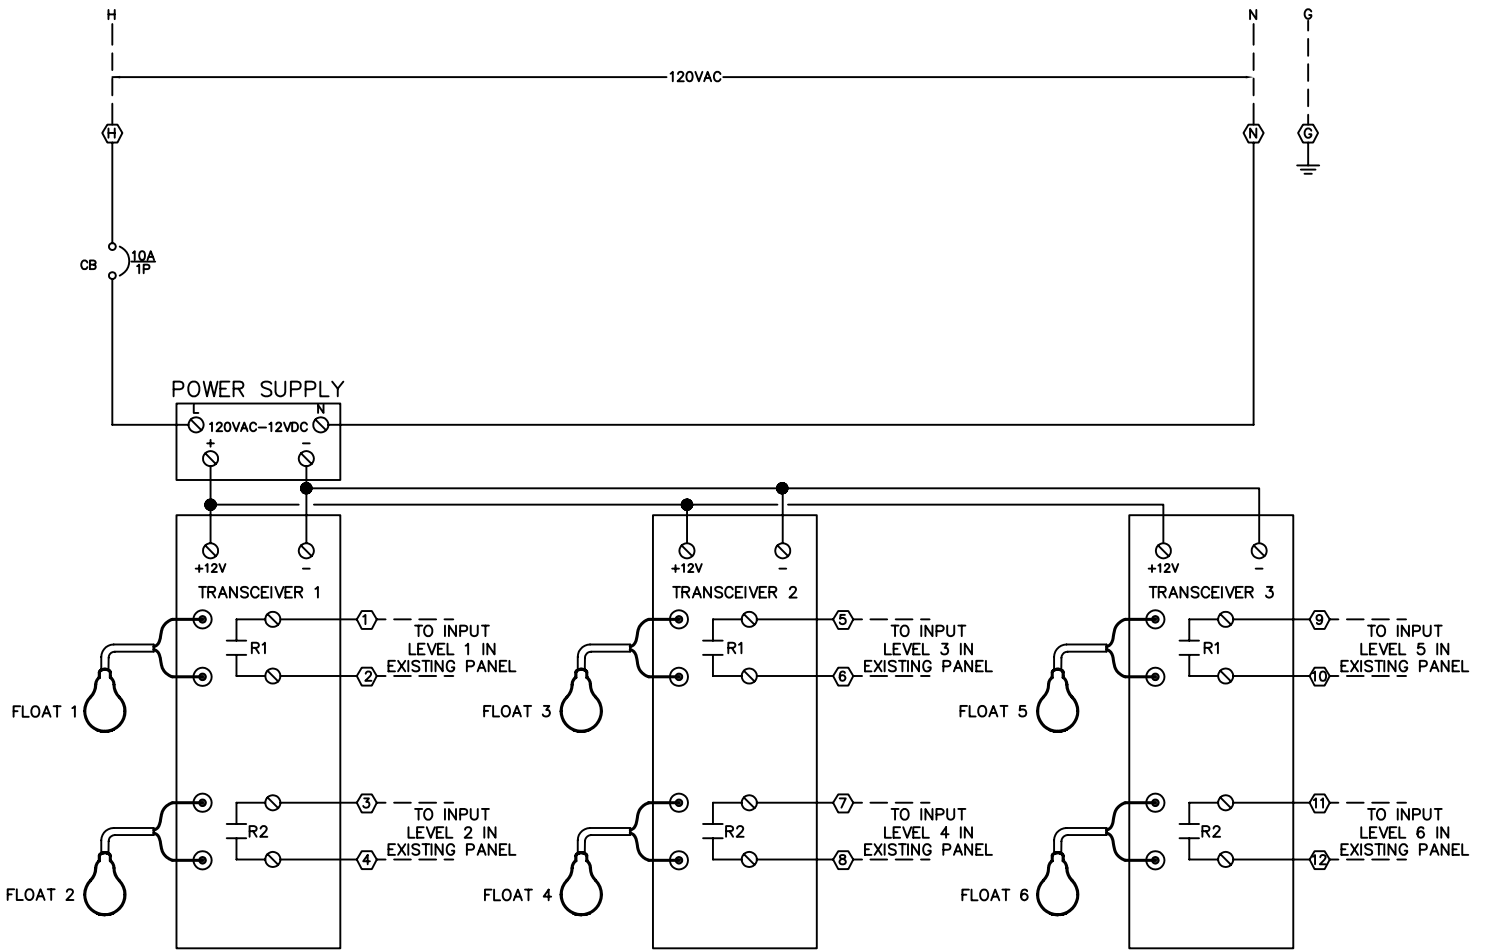 H
N
G
120VAC
H
N
G
CB
10A
1P
POWER SUPPLY
L
N
120VAC-12VDC
+
-
+12V
-
+12V
-
+12V
-
TRANSCEIVER 1
TRANSCEIVER 2
TRANSCEIVER 3
1
TO INPUT
LEVEL 1 IN
EXISTING PANEL
R1
2
FLOAT 1
5
TO INPUT
LEVEL 3 IN
EXISTING PANEL
R1
6
FLOAT 3
9
TO INPUT
LEVEL 5 IN
EXISTING PANEL
R1
10
FLOAT 5
3
TO INPUT
LEVEL 2 IN
EXISTING PANEL
R2
4
FLOAT 2
7
TO INPUT
LEVEL 4 IN
EXISTING PANEL
R2
8
FLOAT 4
11
TO INPUT
LEVEL 6 IN
EXISTING PANEL
R2
12
FLOAT 6